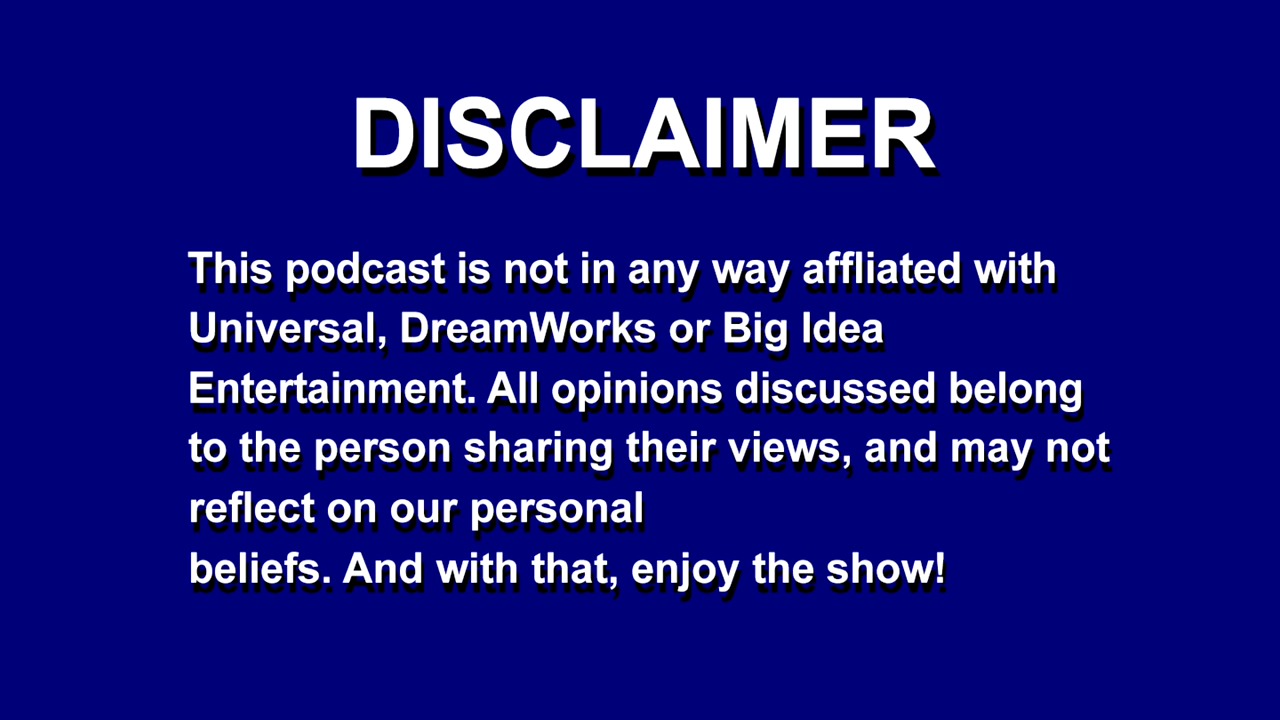 DISCLAIMER
This podcast is not in any way affliated with
Universal, DreamWorks or Big Idea
Entertainment. All opinions discussed belong
to the person sharing their views, and may not
reflect on our personal
beliefs. And with that, enjoy the show!